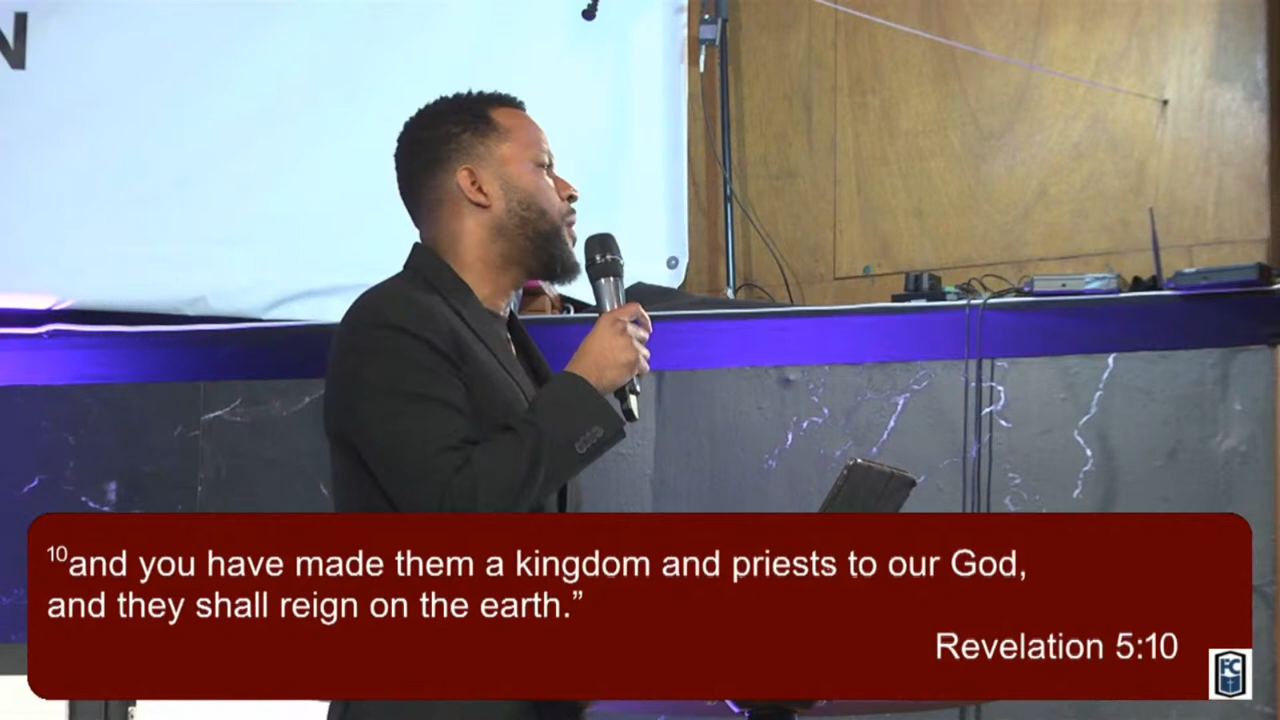 N
¹⁰and you have made them a kingdom and priests to our God,
and they shall reign on the earth.”
Revelation 5:10
FC